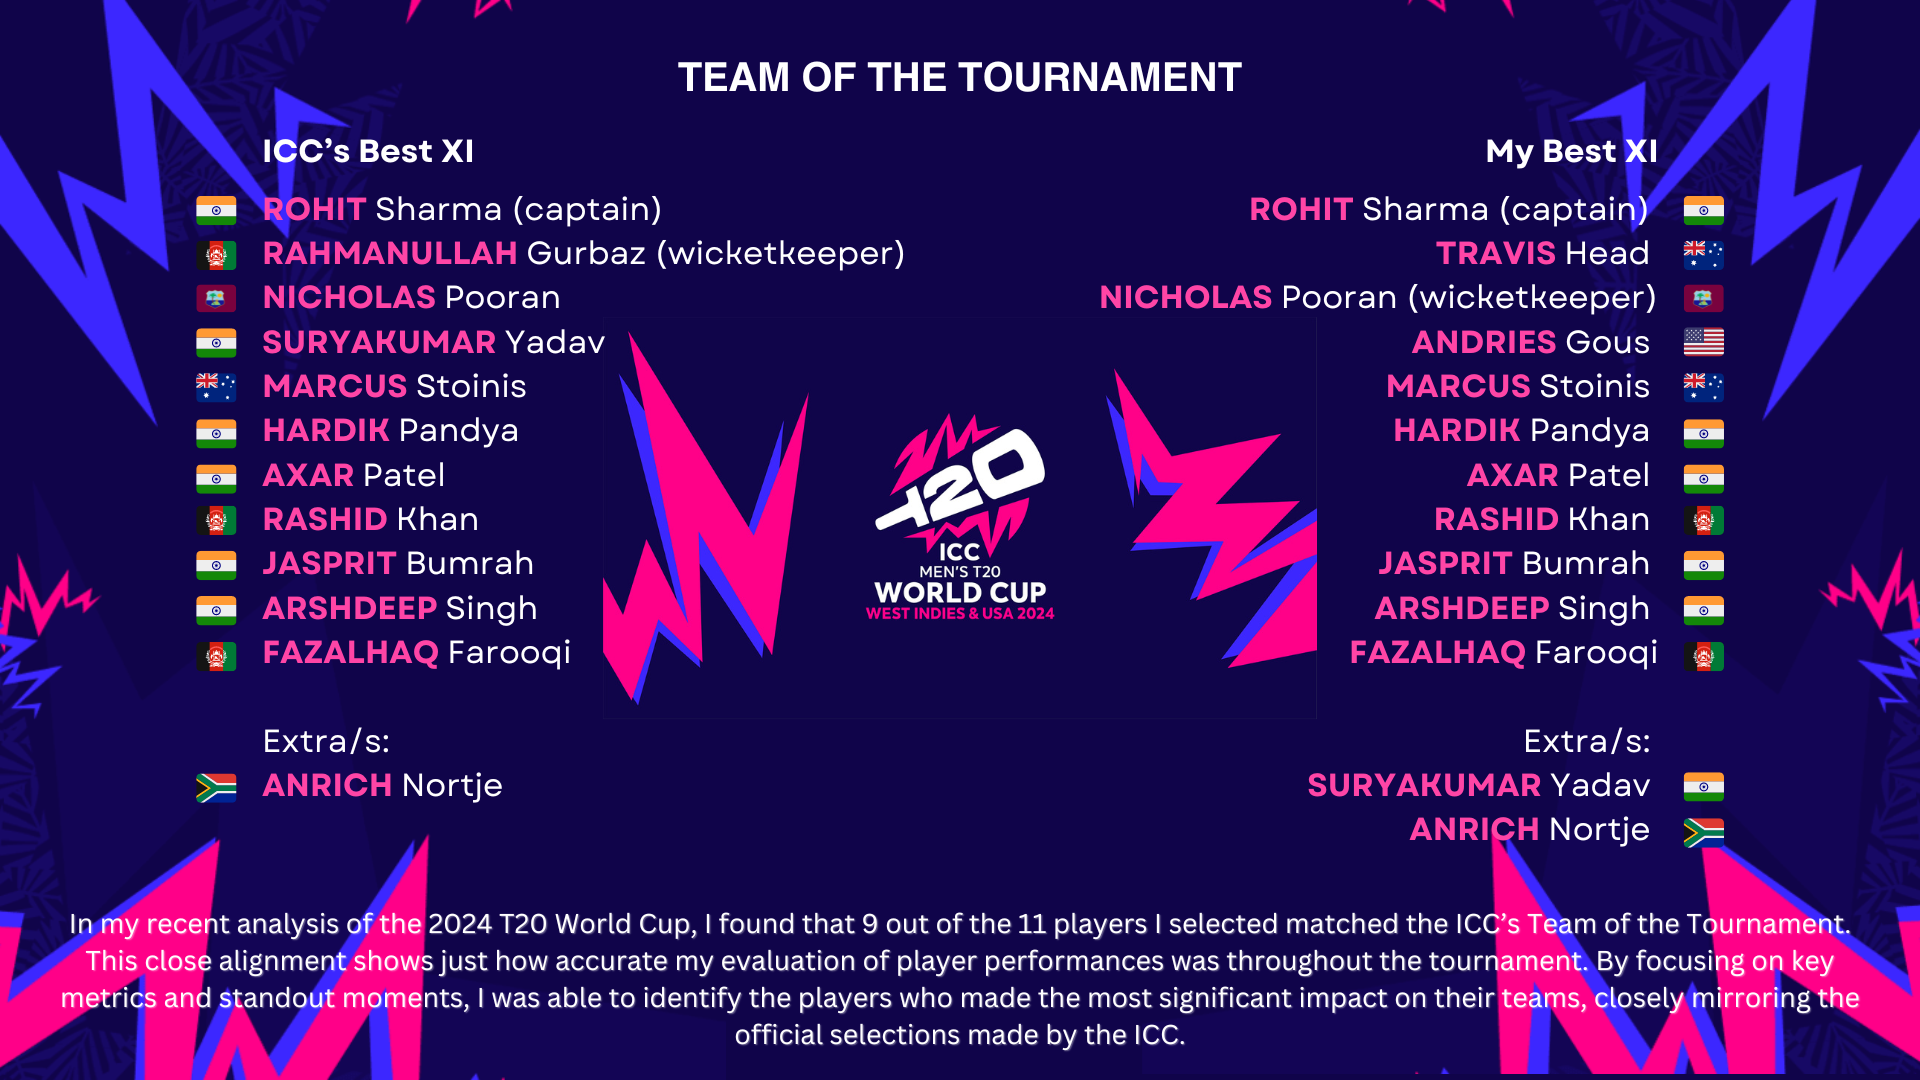 TEAM OF THE TOURNAMENT
ICC’s Best XI
ROHIT Sharma (captain)
RAHMANULLAH Gurbaz (wicketkeeper)
NICHOLAS Pooran
SURYAKUMAR Yadav
MARCUS Stoinis
HARDIK Pandya
AXAR Patel
RASHID Khan
JASPRIT Bumrah
ARSHDEEP Singh
FAZALHAQ Farooqi
Extra/s:
ANRICH Nortje
T20
ICC
MEN'S T20
WORLD CUP
WEST INDIES & USA 2024
My Best XI
ROHIT Sharma (captain)
TRAVIS Head
NICHOLAS Pooran (wicketkeeper)
ANDRIES Gous
MARCUS Stoinis
HARDIK Pandya
AXAR Patel
RASHID Khan
JASPRIT Bumrah
ARSHDEEP Singh
FAZALHAQ Farooqi
Extra/s:
SURYAKUMAR Yadav
ANRICH Nortje
In my recent analysis of the 2024 T20 World Cup, I found that 9 out of the 11 players I selected matched the ICC’s Team of the Tournament.
This close alignment shows just how accurate my evaluation of player performances was throughout the tournament. By focusing on key
metrics and standout moments, I was able to identify the players who made the most significant impact on their teams, closely mirroring the
official selections made by the ICC.